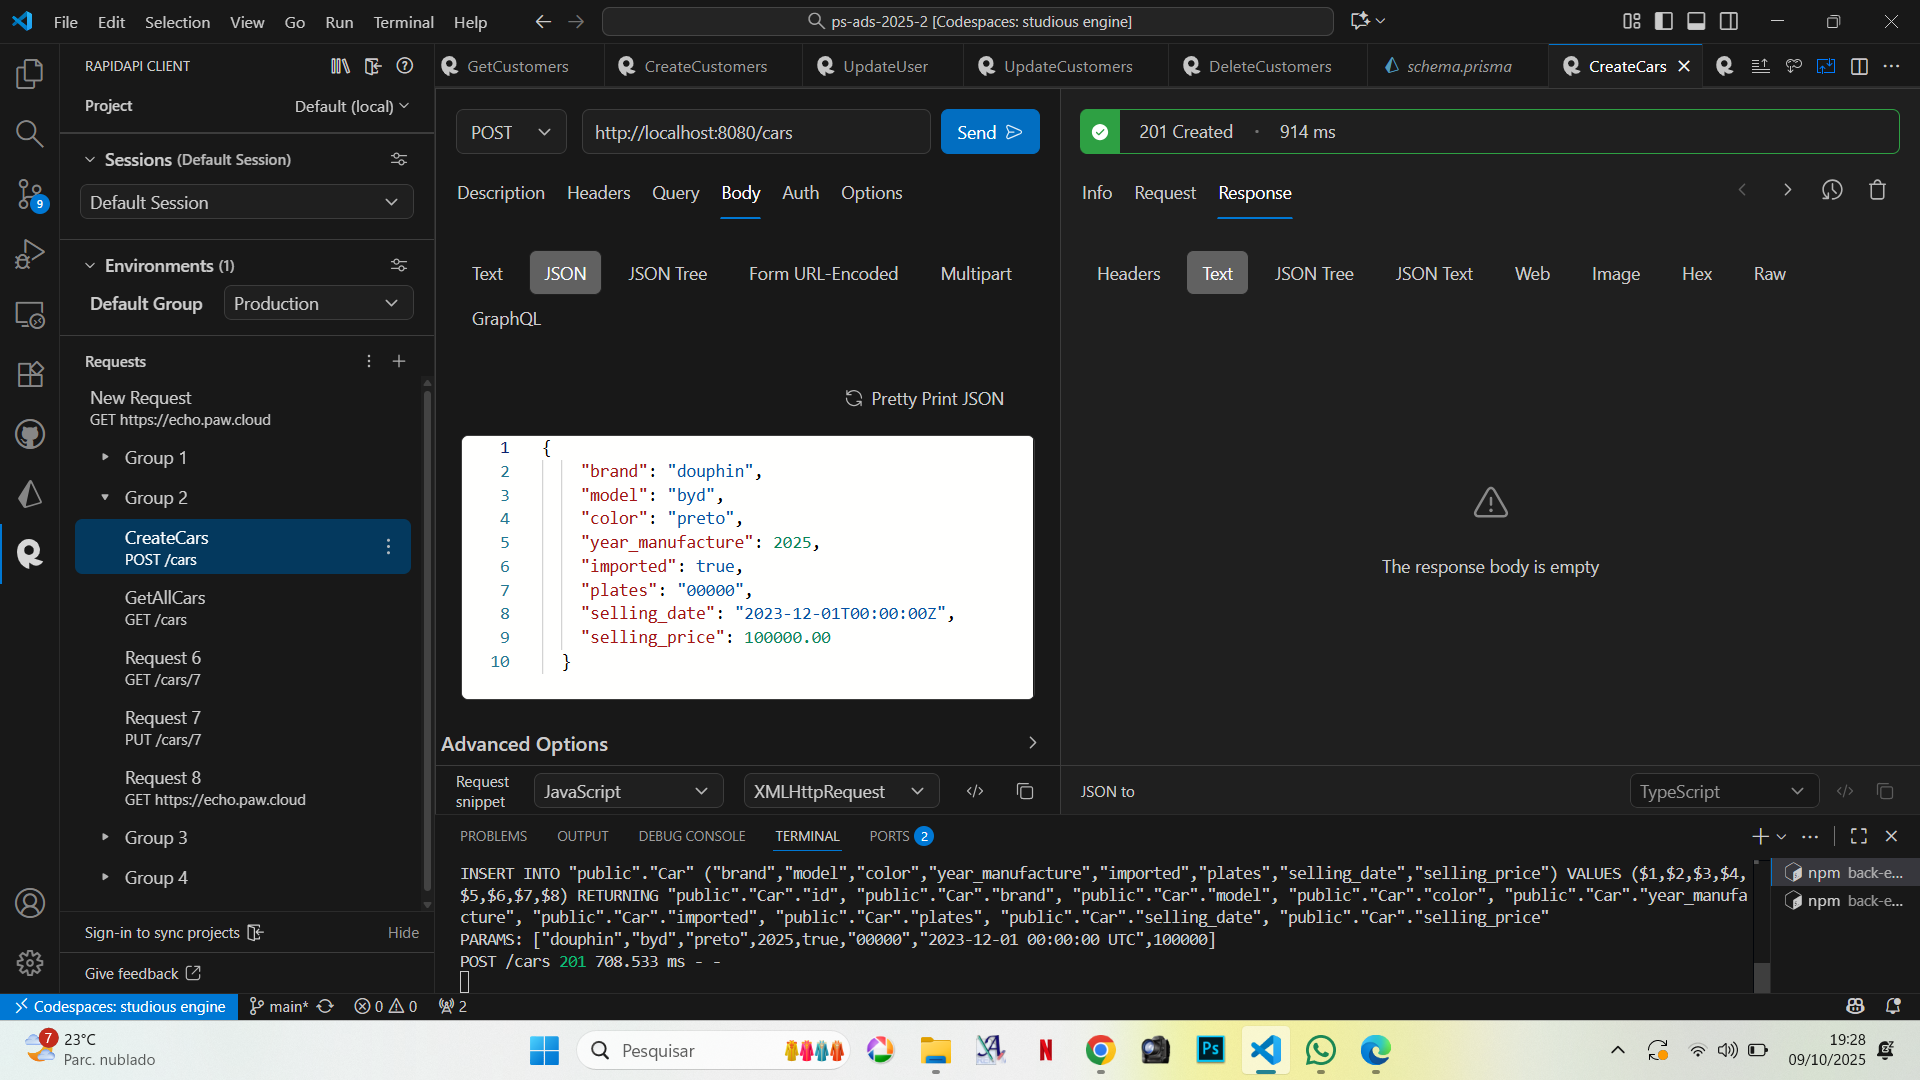 File Edit Selection View Go Run Terminal Help
ps-ads-2025-2 [Codespaces: studious engine]
RAPIDAPI CLIENT
Project
Default (local)
Sessions (Default Session)
Default Session
Environments (1)
Default Group
Production
Requests
New Request
GET https://echo.paw.cloud
Group 1
Group 2
CreateCars
POST /cars
GetAllCars
GET /cars
Request 6
GET /cars/7
Request 7
PUT /cars/7
Request 8
GET https://echo.paw.cloud
Group 3
Group 4
Sign-in to sync projects
Hide
Give feedback
9
GetCustomers CreateCustomers UpdateUser UpdateCustomers DeleteCustomers schema.prisma CreateCars
POST
http://localhost:8080/cars
Send
Description Headers Query Body Auth Options
Text JSON JSON Tree Form URL-Encoded Multipart
GraphQL
Pretty Print JSON
1 {
2 "brand": "douphin",
3 "model": "byd",
4 "color": "preto",
5 "year_manufacture": 2025,
6 "imported": true,
7 "plates": "00000",
8 "selling_date": "2023-12-01T00:00:00Z",
9 "selling_price": 100000.00
10 }
Advanced Options
Request snippet
JavaScript
XMLHttpRequest
201 Created · 914 ms
Info Request Response
Headers Text JSON Tree JSON Text Web Image Hex Raw
The response body is empty
JSON to
TypeScript
PROBLEMS OUTPUT DEBUG CONSOLE TERMINAL PORTS 2
INSERT INTO "public"."Car" ("brand","model","color","year_manufacture","imported","plates","selling_date","selling_price") VALUES ($1,$2,$3,$4,
$5,$6,$7,$8) RETURNING "public"."Car"."id", "public"."Car"."brand", "public"."Car"."model", "public"."Car"."color", "public"."Car"."year_manufa
cture", "public"."Car"."imported", "public"."Car"."plates", "public"."Car"."selling_date", "public"."Car"."selling_price"
PARAMS: ["douphin","byd","preto",2025,true,"00000","2023-12-01 00:00:00 UTC",100000]
POST /cars 201 708.533 ms - -
npm back-e...
npm back-e...
Codespaces: studious engine
main*
0 0
2
7
23°C
Parc. nublado
Pesquisar
N
Ps
19:28
09/10/2025